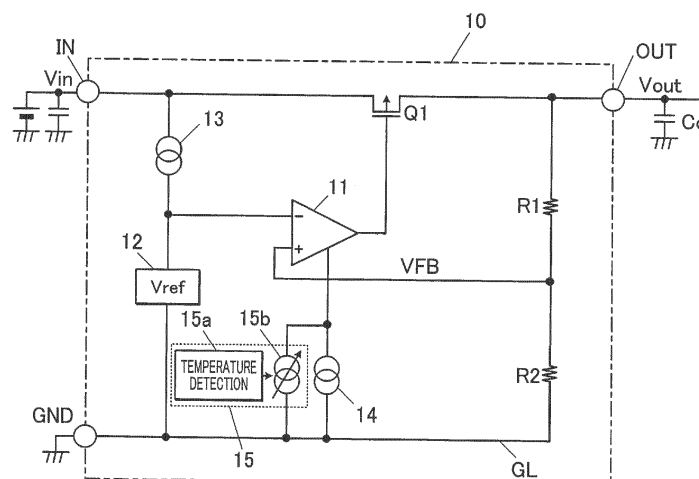 10
IN
OUT
Vin
Vout
Q1
13
11
R1
12
Vref
VFB
15a
15b
TEMPERATURE
DETECTION
R2
14
GND
15
GL